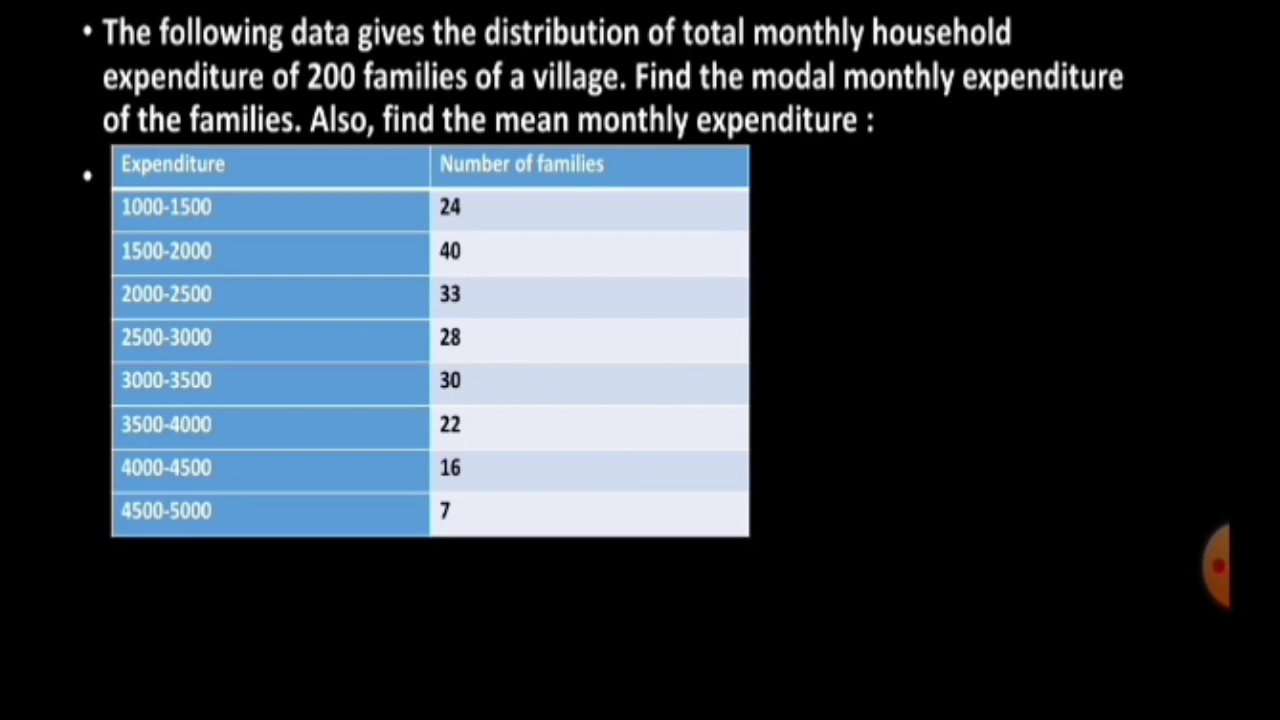 • The following data gives the distribution of total monthly household
expenditure of 200 families of a village. Find the modal monthly expenditure
of the families. Also, find the mean monthly expenditure :
• Expenditure Number of families
1000-1500 24
1500-2000 40
2000-2500 33
2500-3000 28
3000-3500 30
3500-4000 22
4000-4500 16
4500-5000 7